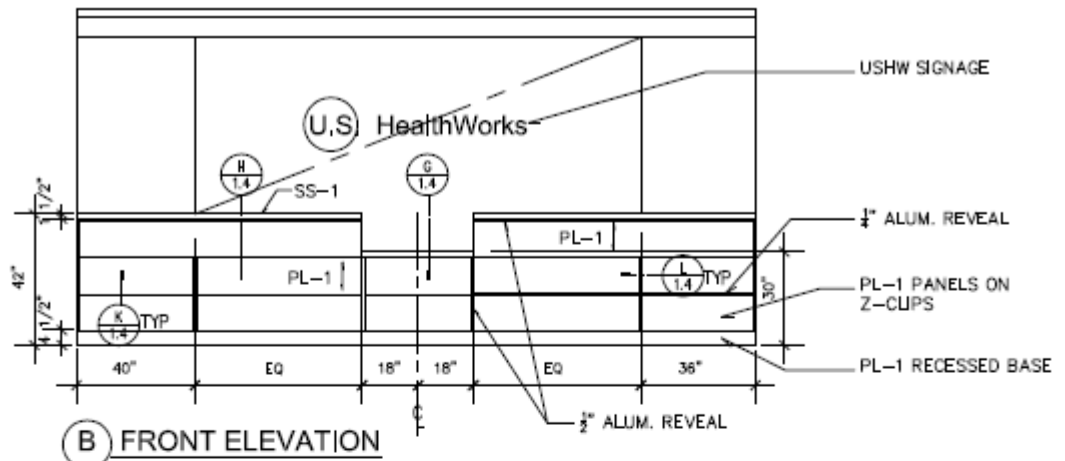 USHW SIGNAGE
U.S. HealthWorks
H
1.4
G
1.4
SS-1
1 1/2"
¼" ALUM. REVEAL
PL-1
42"
PL-1
L
1.4
TYP
30"
PL-1 PANELS ON
Z-CLIPS
K
1.4
TYP
4 1/2"
PL-1 RECESSED BASE
40"
EQ
18"
18"
EQ
36"
CL
½" ALUM. REVEAL
B FRONT ELEVATION